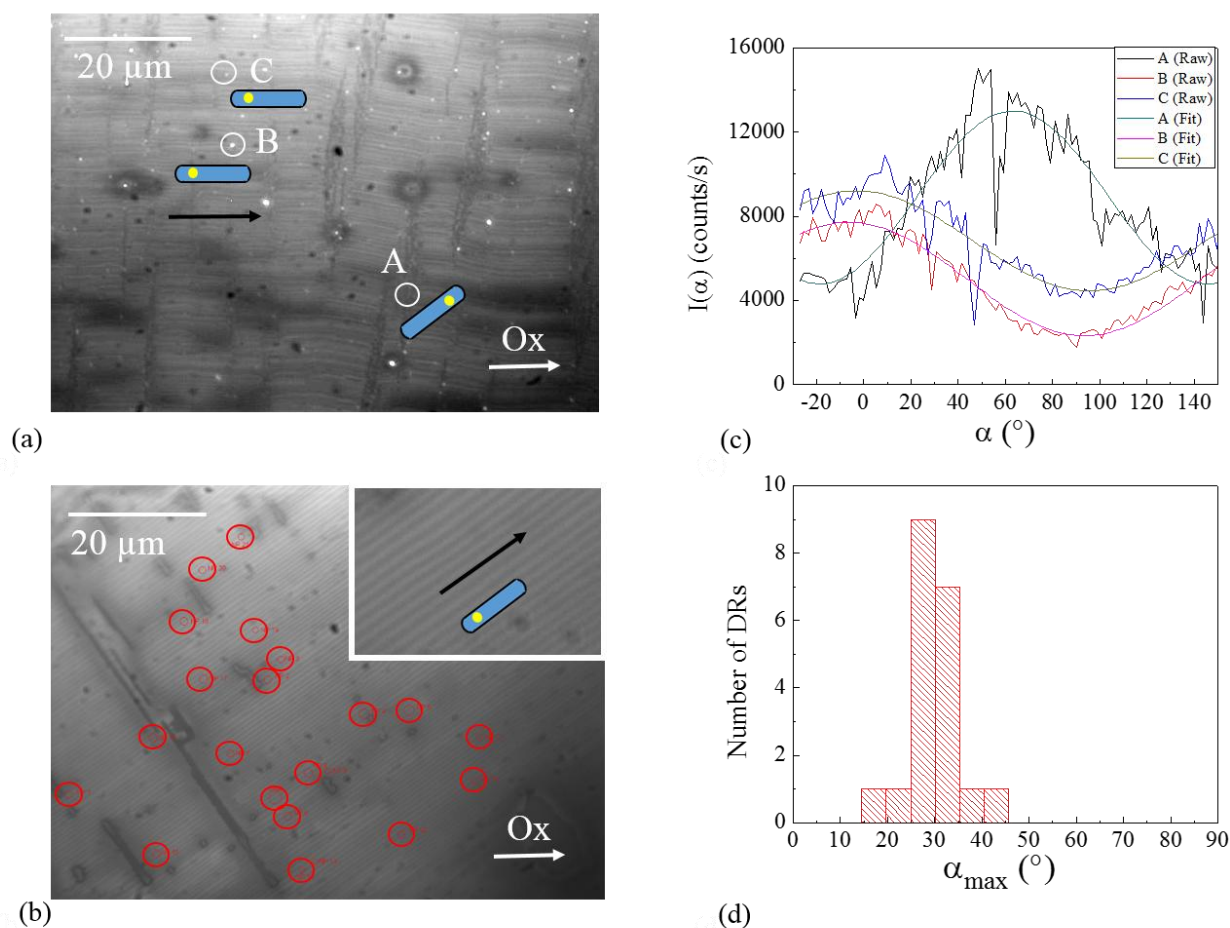 20 µm
C
B
A
Ox
(a)
16000
12000
8000
4000
0
I(α) (counts/s)
A (Raw)
B (Raw)
C (Raw)
A (Fit)
B (Fit)
C (Fit)
-20 0 20 40 60 80 100 120 140
α (°)
(c)
20 µm
Ox
(b)
10
8
6
4
2
0
Number of DRs
0 10 20 30 40 50 60 70 80 90
αmax (°)
(d)